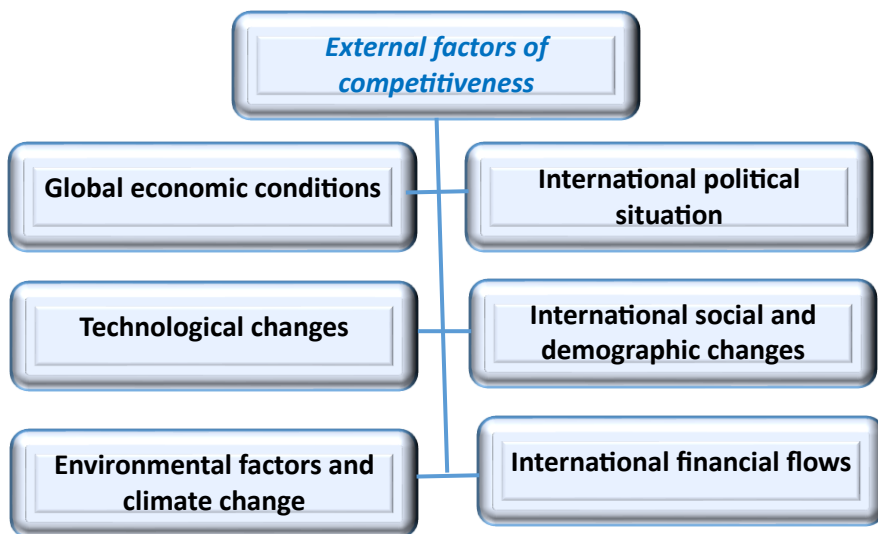 External factors of
competitiveness
Global economic conditions
International political
situation
Technological changes
International social and
demographic changes
Environmental factors and
climate change
International financial flows